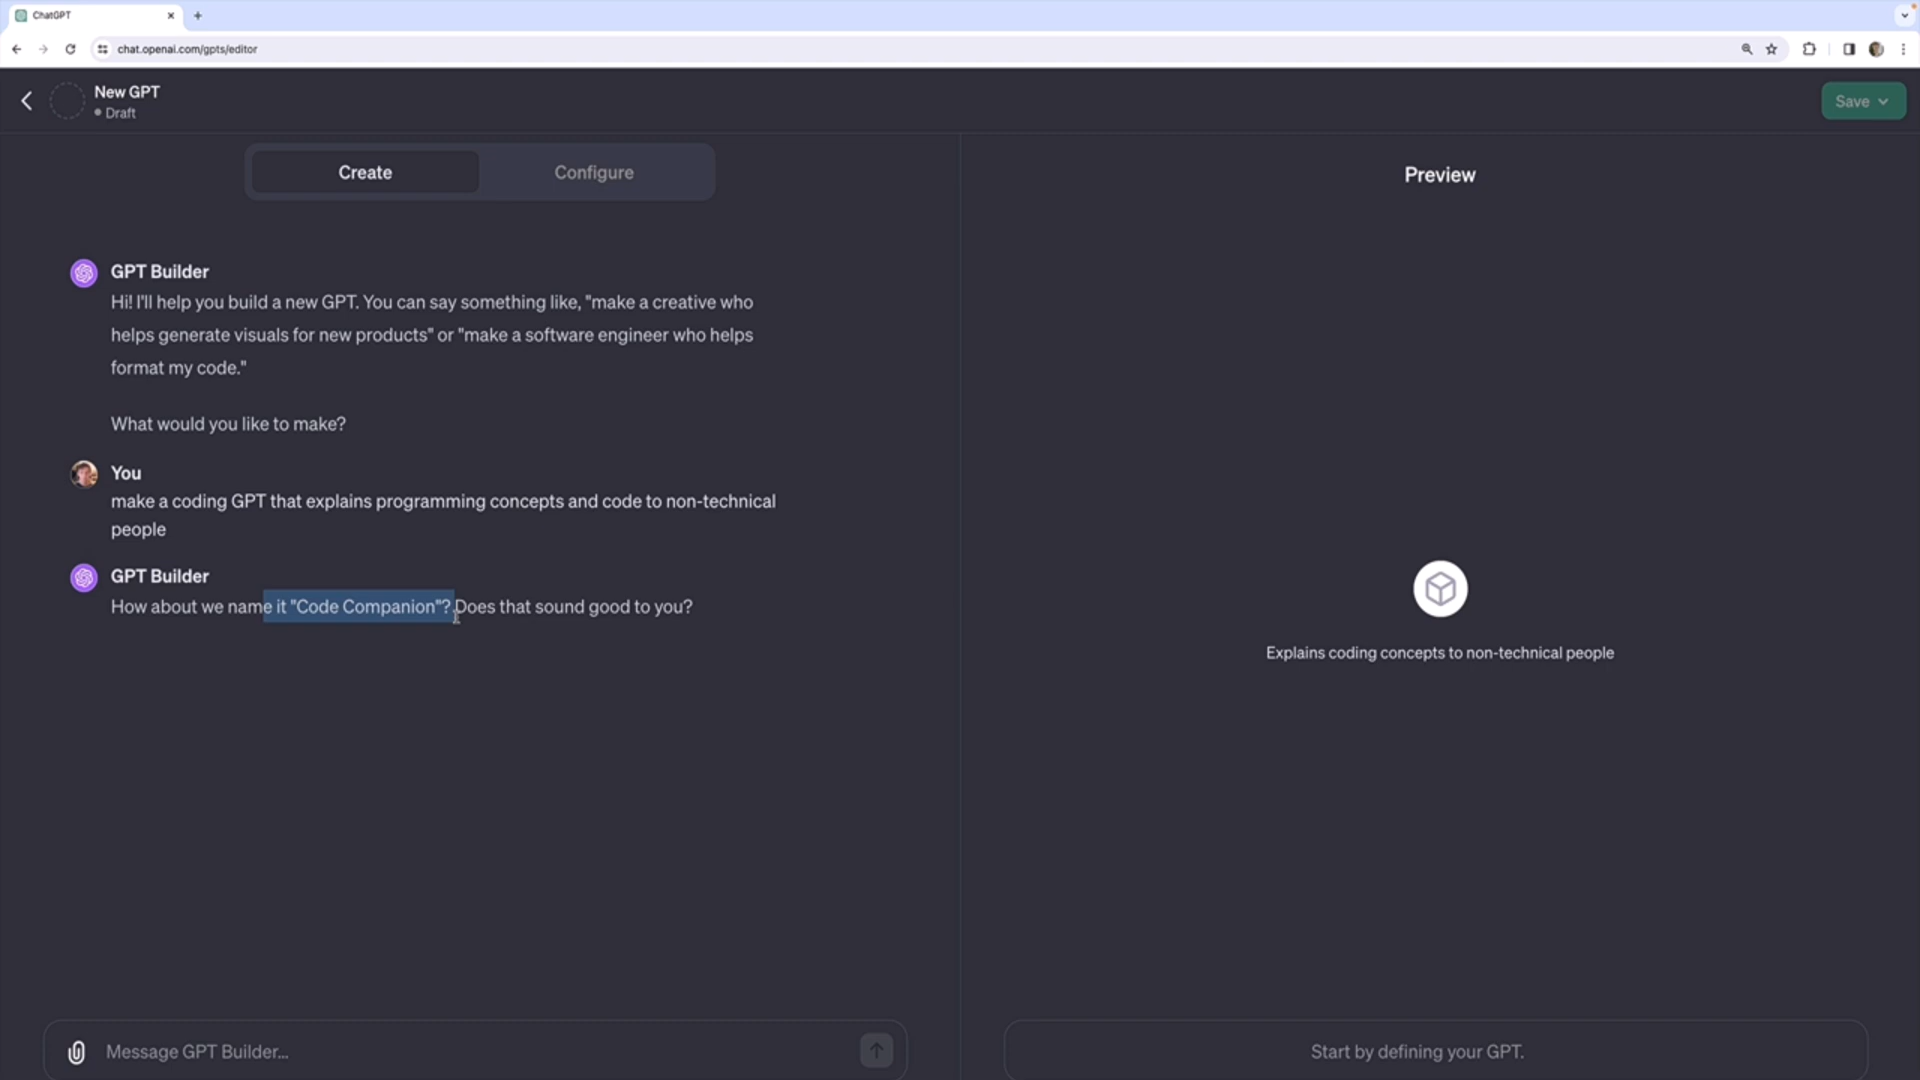 ChatGPT
chat.openai.com/gpts/editor
New GPT
Draft
Save
Create
Configure
Preview
GPT Builder
Hi! I'll help you build a new GPT. You can say something like, "make a creative who
helps generate visuals for new products" or "make a software engineer who helps
format my code."
What would you like to make?
You
make a coding GPT that explains programming concepts and code to non-technical
people
GPT Builder
How about we name it "Code Companion"? Does that sound good to you?
Explains coding concepts to non-technical people
Message GPT Builder...
Start by defining your GPT.